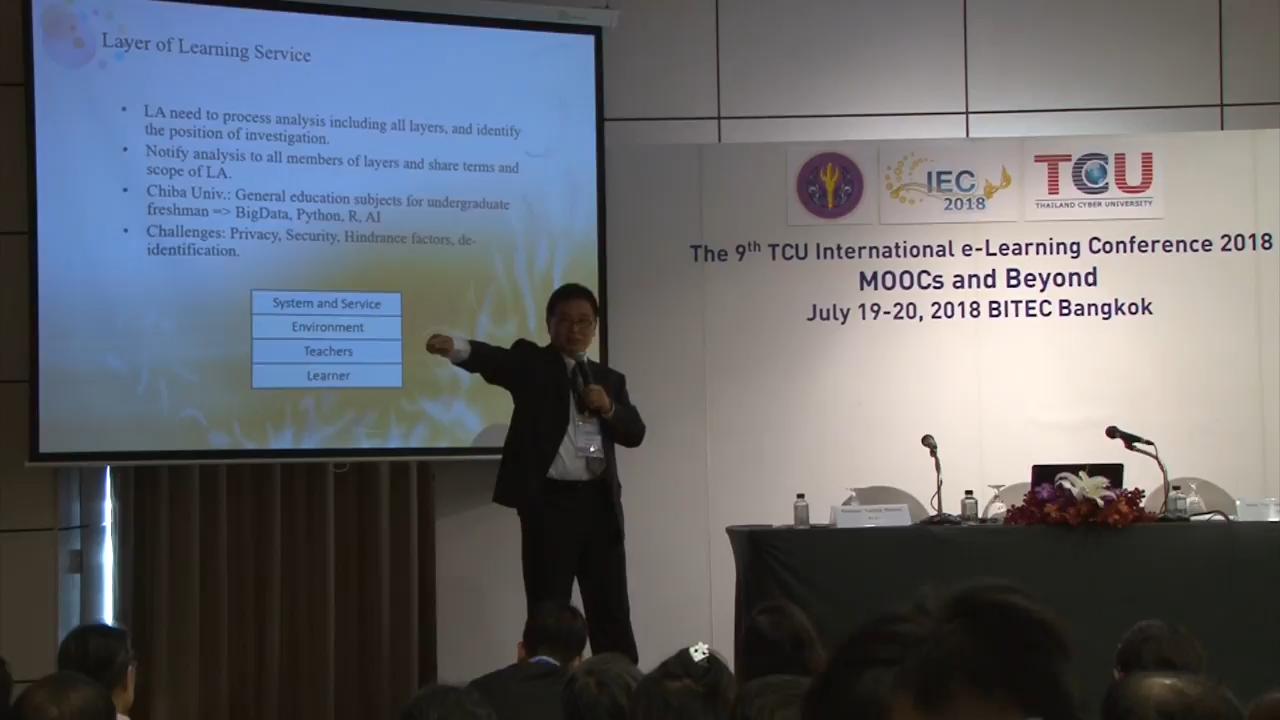 Layer of Learning Service
• LA need to process analysis including all layers, and identify
the position of investigation.
• Notify analysis to all members of layers and share terms and
scope of LA.
• Chiba Univ.: General education subjects for undergraduate
freshman => BigData, Python, R, AI
• Challenges: Privacy, Security, Hindrance factors, de-
identification.
System and Service
Environment
Teachers
Learner
IEC
2018
TCU
THAILAND CYBER UNIVERSITY
The 9th TCU International e-Learning Conference 2018
MOOCs and Beyond
July 19-20, 2018 BITEC Bangkok